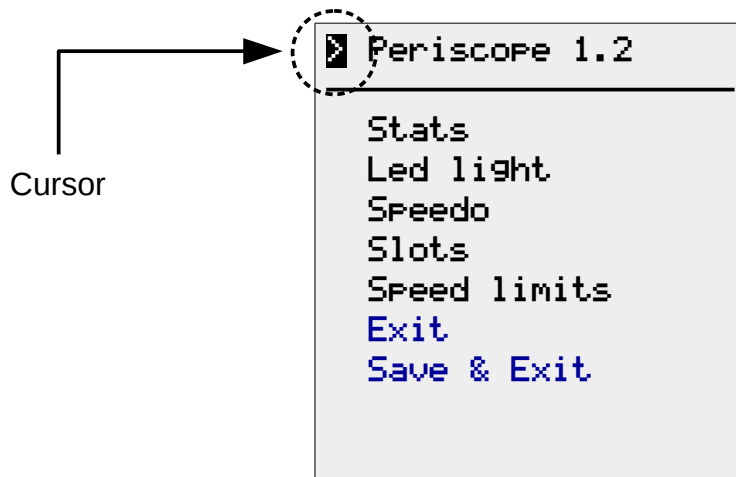 > Periscope 1.2
Stats
Led light
Cursor
Speedo
Slots
Speed limits
Exit
Save & Exit